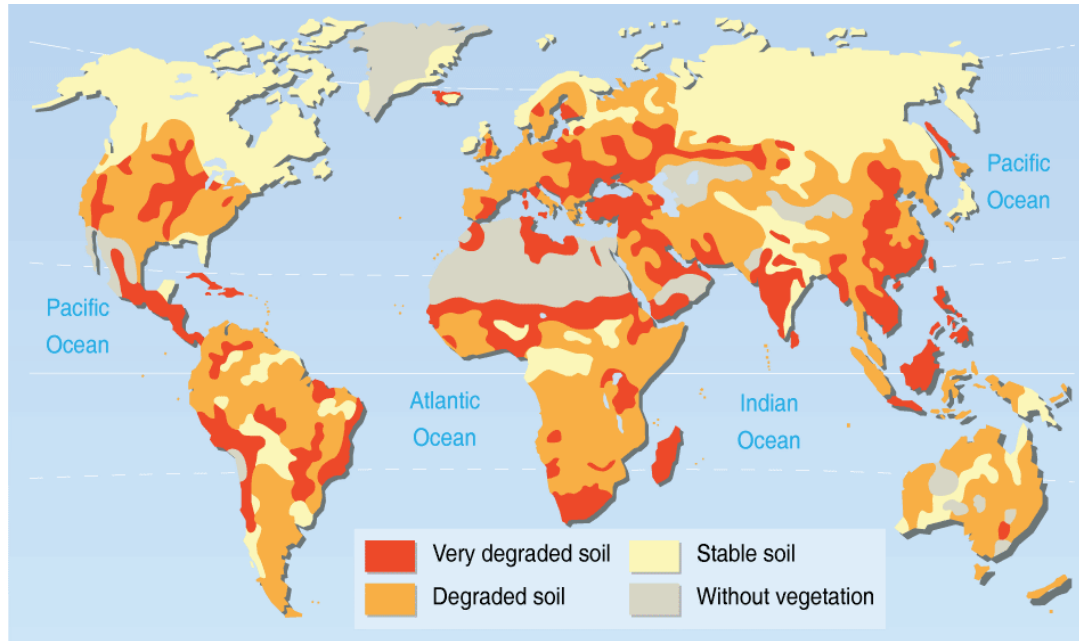 Pacific
Ocean
Pacific
Ocean
Atlantic
Ocean
Indian
Ocean
Very degraded soil
Stable soil
Degraded soil
Without vegetation